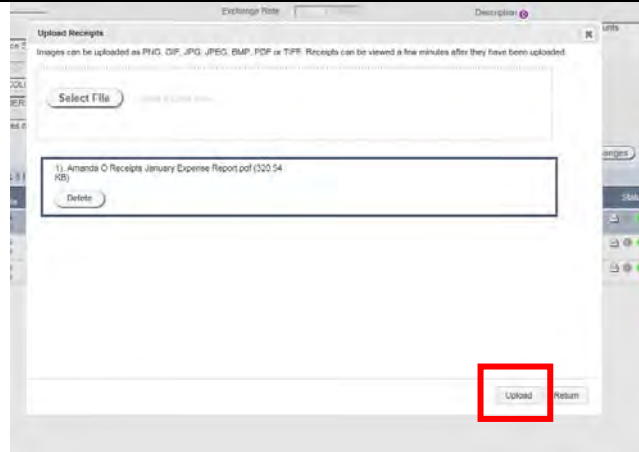 Exchange Rate
Description
Upload Receipts
unts
Images can be uploaded as PNG, GIF, JPG, JPEG, BMP, PDF or TIFF. Receipts can be viewed a few minutes after they have been uploaded.
Select File
anges
1). Amanda O Receipts January Expense Report.pdf (320.54
KB)
Delete
Upload
Return